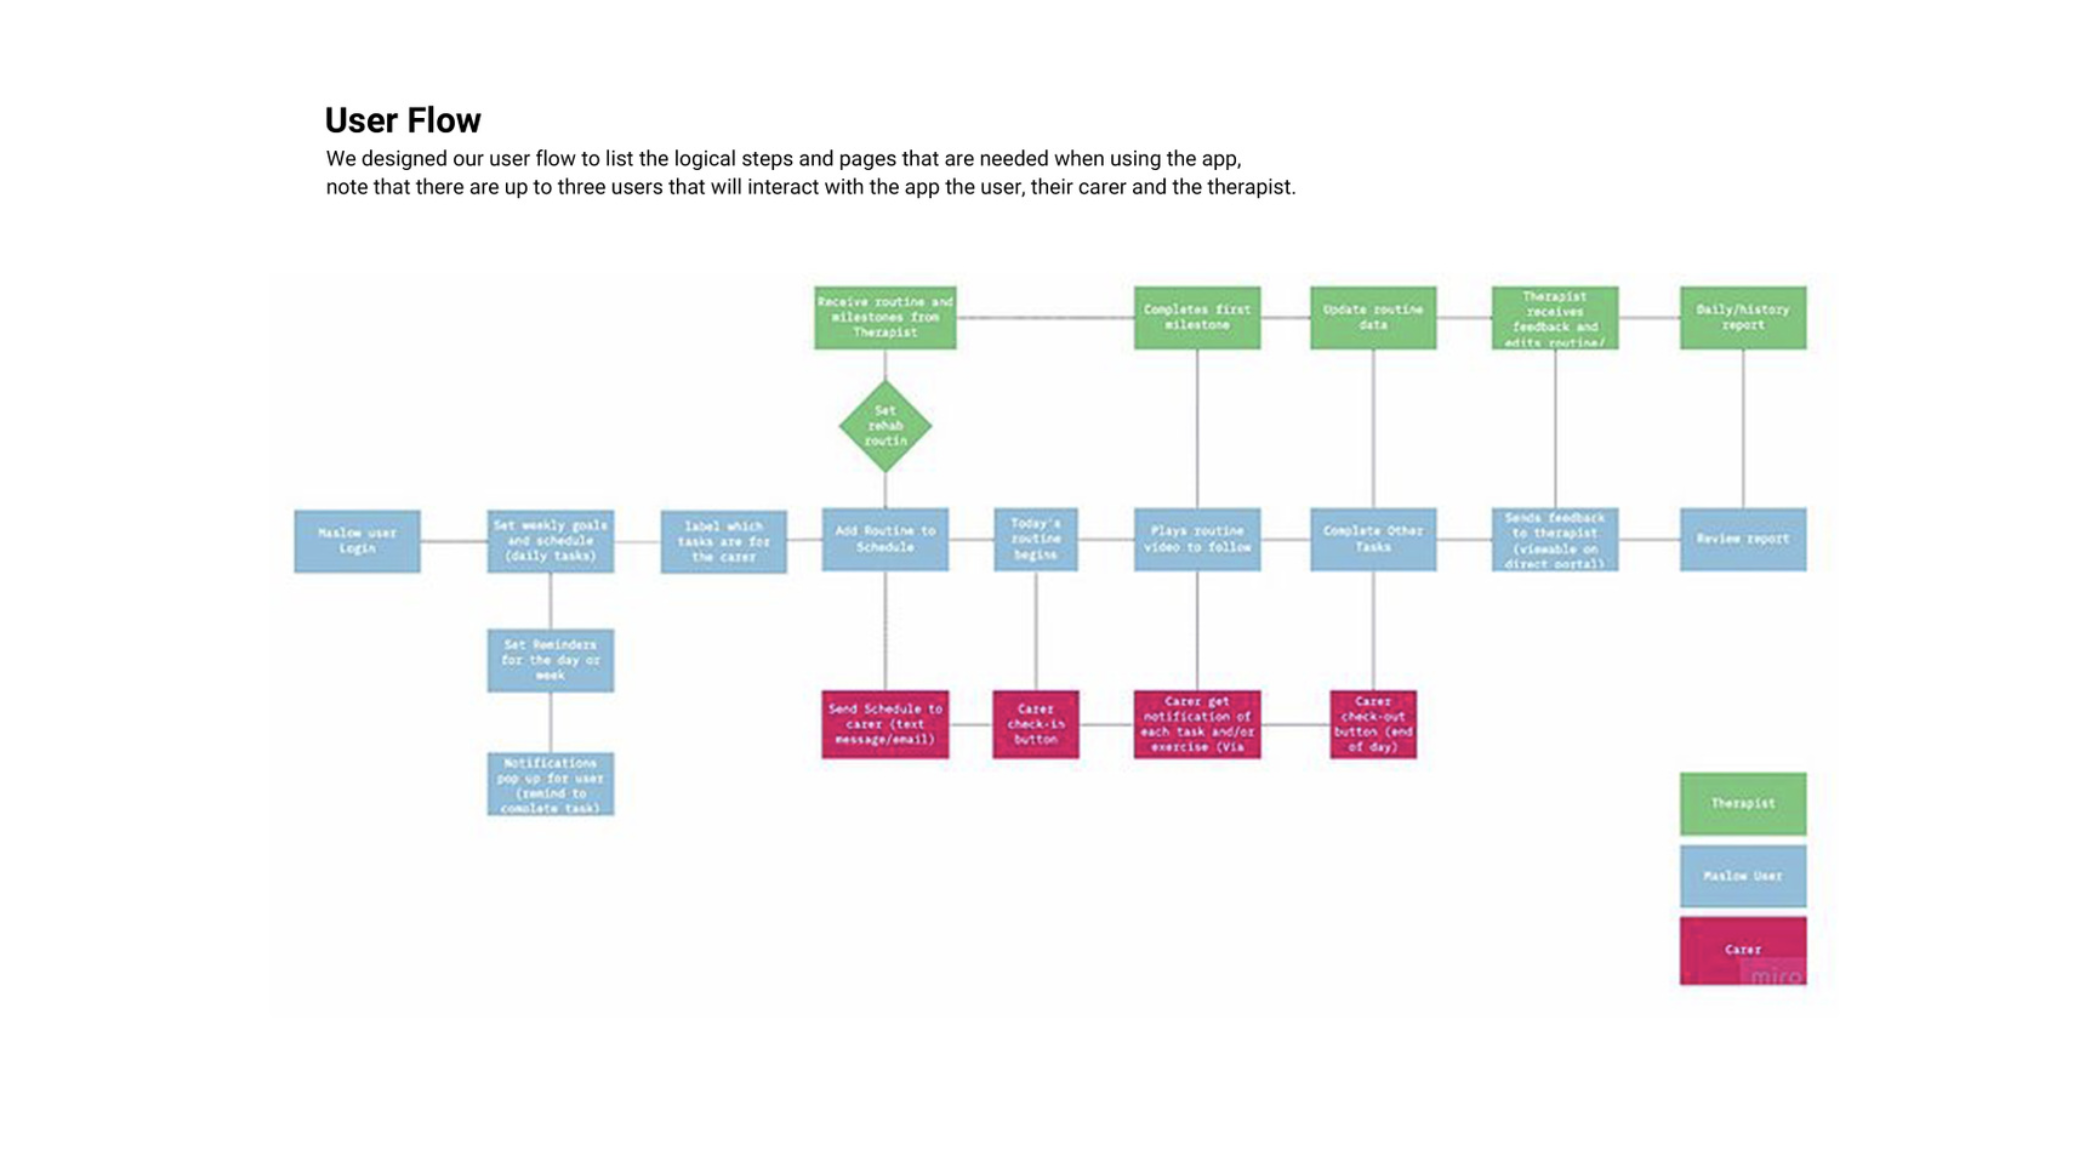 User Flow
We designed our user flow to list the logical steps and pages that are needed when using the app,
note that there are up to three users that will interact with the app the user, their carer and the therapist.
Receive routine and
milestones from
Therapist
Completes first
milestone
Update routine
data
Therapist
receives
feedback and
edits routine/
Daily/history
report
Set
rehab
routin
Maslow user
Login
Set weekly goals
and schedule
(daily tasks)
label which
tasks are for
the carer
Add Routine to
Schedule
Today's
routine
begins
Plays routine
video to follow
Complete Other
Tasks
Sends feedback
to therapist
(viewable on
direct portal)
Review report
Set Reminders
for the day or
week
Notifications
pop up for user
(remind to
complete task)
Send Schedule to
carer (text
message/email)
Carer
check-in
button
Carer get
notification of
each task and/or
exercise (Via
Carer
check-out
button (end
of day)
Therapist
Maslow User
Carer
miro